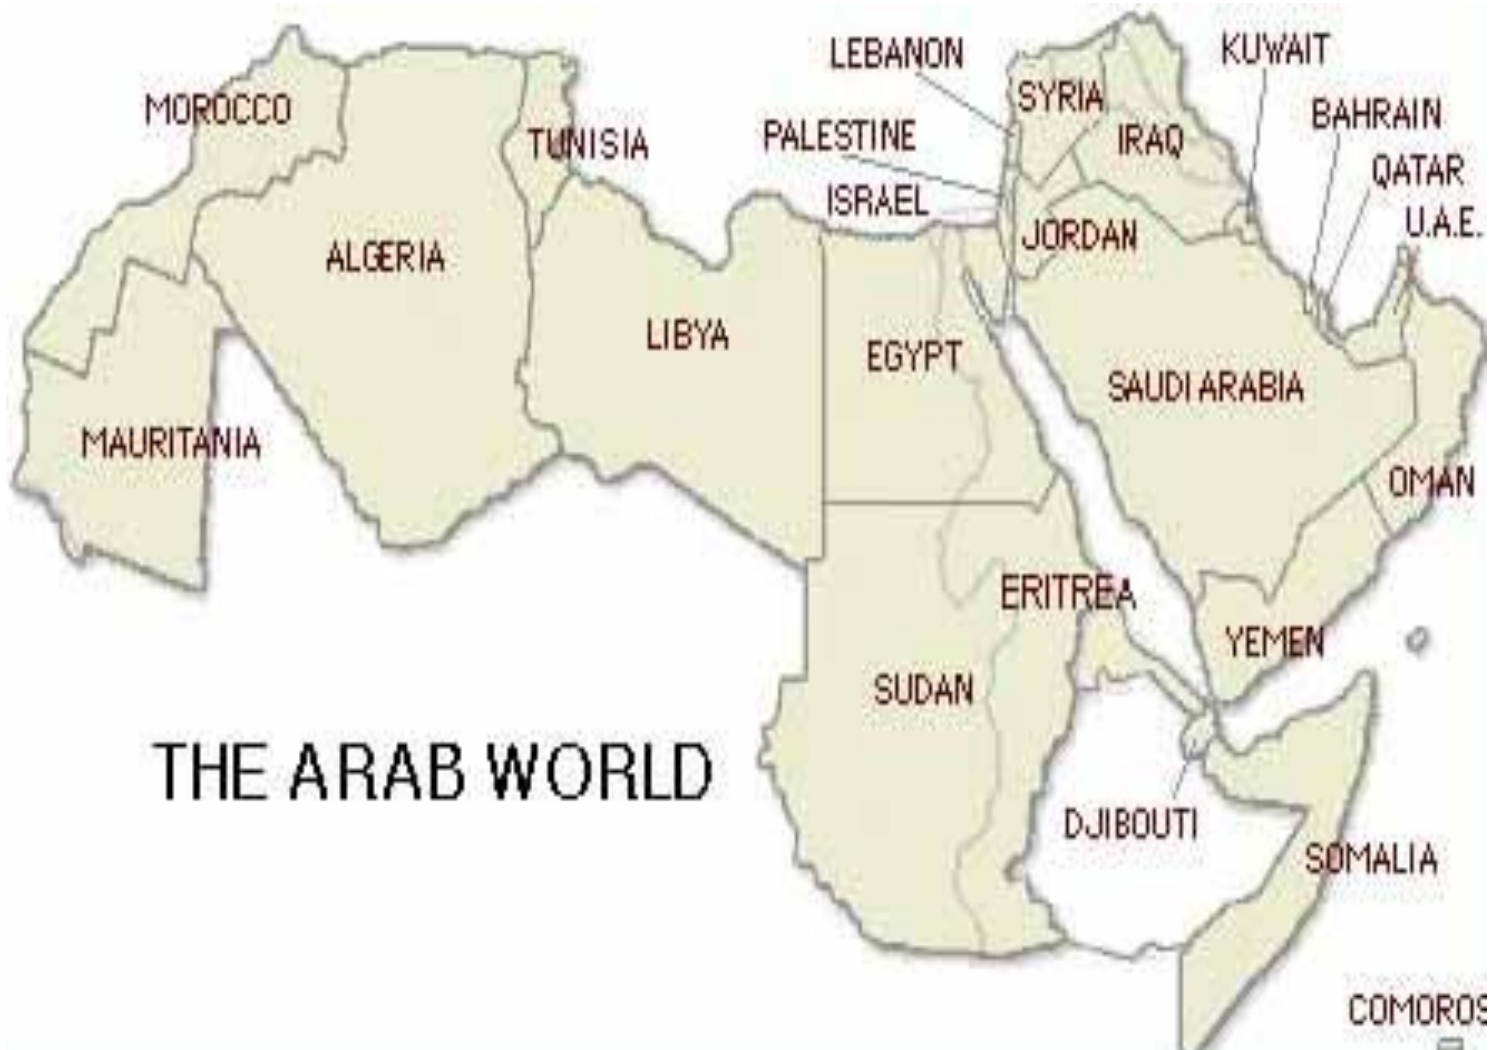 LEBANON
KUWAIT
SYRIA
MOROCCO
BAHRAIN
PALESTINE
TUNISIA
IRAQ
QATAR
ISRAEL
U.A.E.
JORDAN
ALGERIA
LIBYA
EGYPT
SAUDI ARABIA
MAURITANIA
OMAN
ERITREA
YEMEN
SUDAN
THE ARAB WORLD
DJIBOUTI
SOMALIA
COMOROS